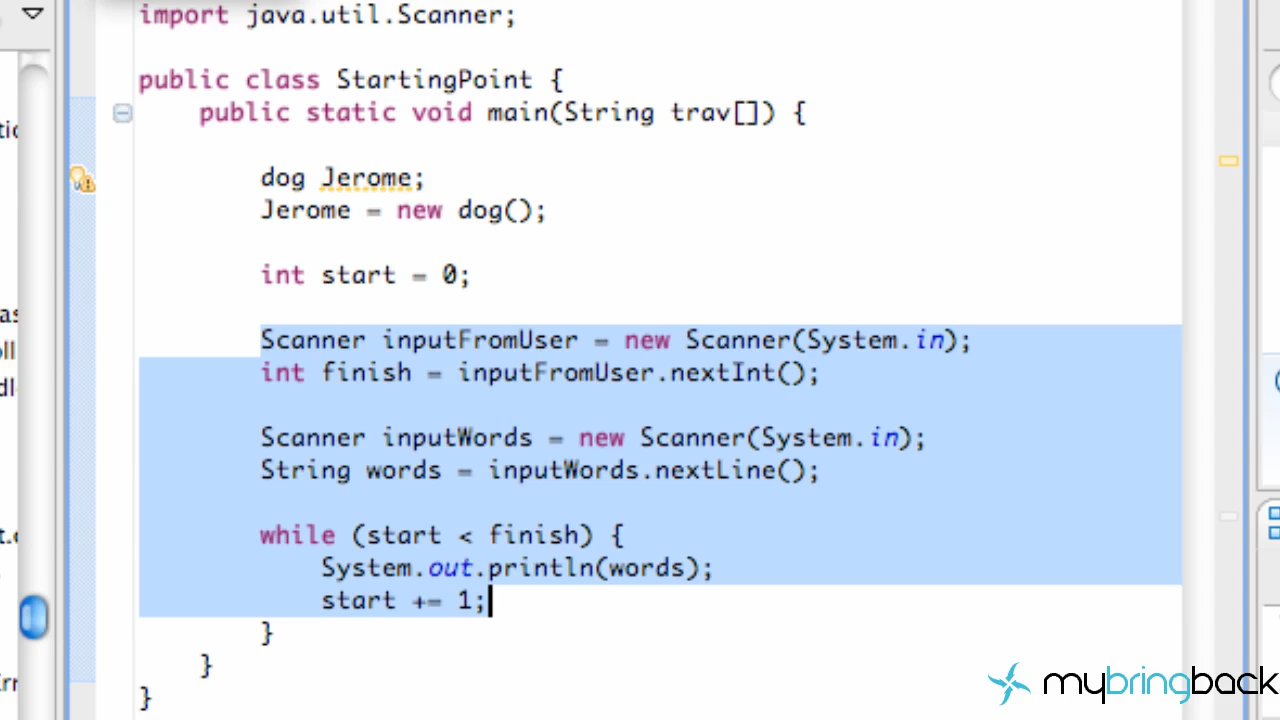 import java.util.Scanner;
public class StartingPoint {
public static void main(String trav[]) {
dog Jerome;
Jerome = new dog();
int start = 0;
Scanner inputFromUser = new Scanner(System.in);
int finish = inputFromUser.nextInt();
Scanner inputWords = new Scanner(System.in);
String words = inputWords.nextLine();
while (start < finish) {
System.out.println(words);
start += 1;
}
}
}
mybringback